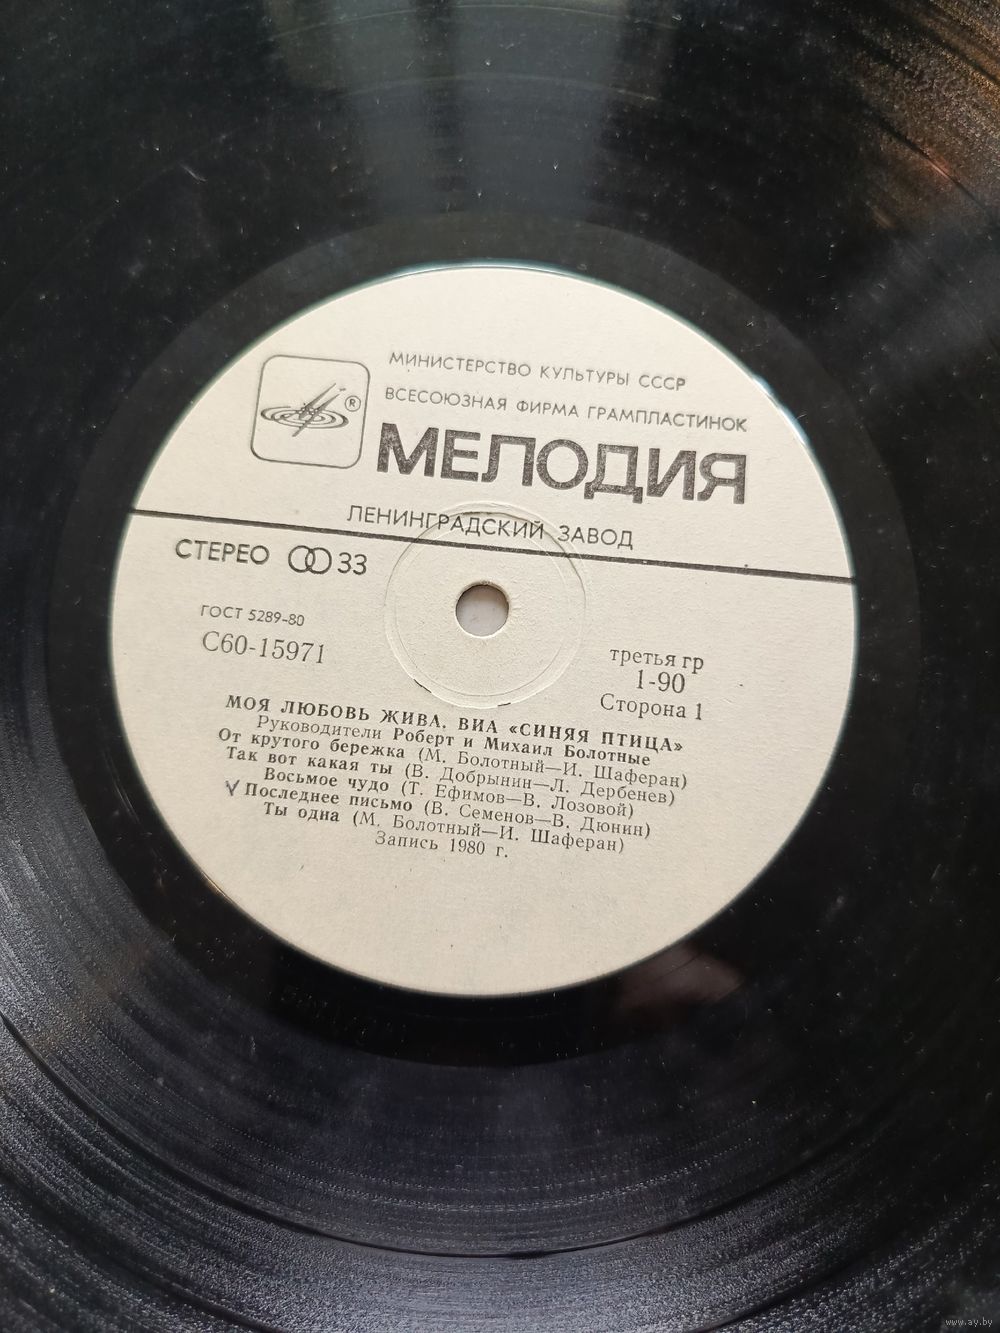 МИНИСТЕРСТВО КУЛЬТУРЫ СССР
ВСЕСОЮЗНАЯ ФИРМА ГРАМПЛАСТИНОК
®
МЕЛОДИЯ
ЛЕНИНГРАДСКИЙ ЗАВОД
СТЕРЕО 33
ГОСТ 5289-80
С60-15971
третья гр
1-90
Сторона 1
МОЯ ЛЮБОВЬ ЖИВА. ВИА «СИНЯЯ ПТИЦА»
Руководители Роберт и Михаил Болотные
От крутого бережка (М. Болотный—И. Шаферан)
Так вот какая ты (В. Добрынин—Л. Дербенев)
Восьмое чудо (Т. Ефимов—В. Лозовой)
Последнее письмо (В. Семенов—В. Дюнин)
Ты одна (М. Болотный—И. Шаферан)
Запись 1980 г.
www.ay.by